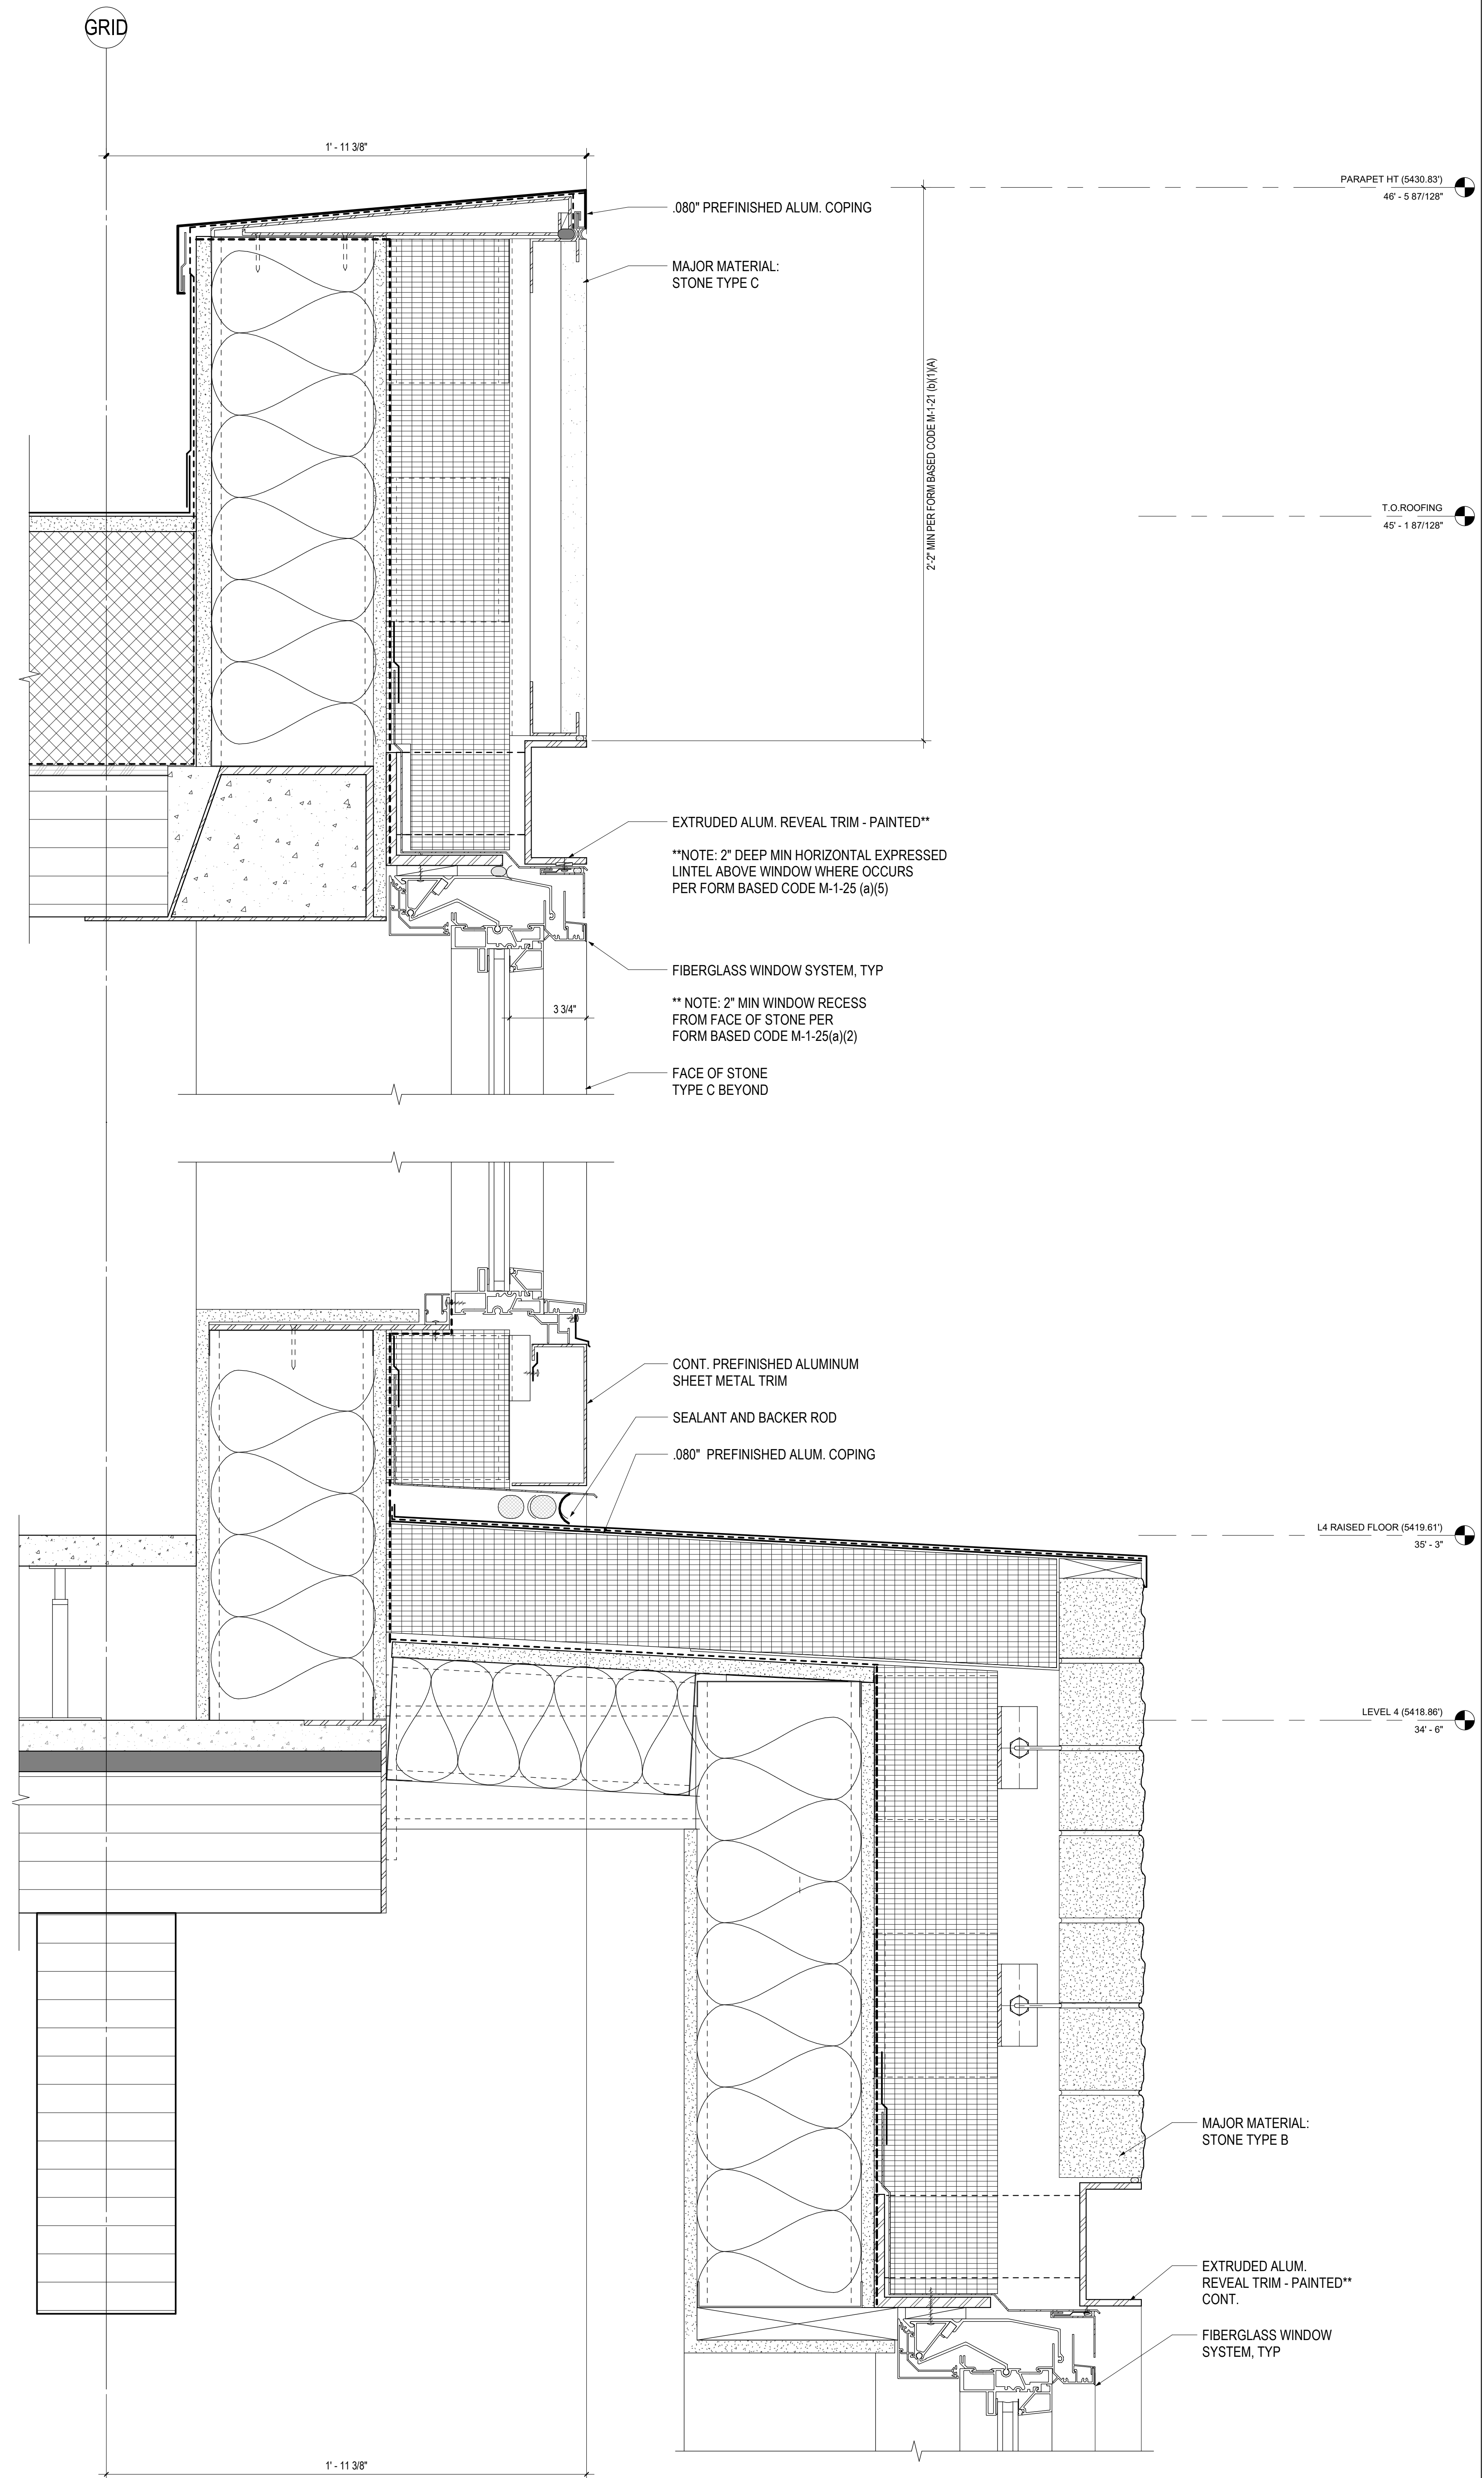 GRID
1' - 11 3/8"
PARAPET HT (5430.83')
46' - 5 87/128"
.080" PREFINISHED ALUM. COPING
MAJOR MATERIAL:
STONE TYPE C
2'-2" MIN PER FORM BASED CODE M-1-21 (b)(1)(A)
T.O.ROOFING
45' - 1 87/128"
EXTRUDED ALUM. REVEAL TRIM - PAINTED**
**NOTE: 2" DEEP MIN HORIZONTAL EXPRESSED
LINTEL ABOVE WINDOW WHERE OCCURS
PER FORM BASED CODE M-1-25 (a)(5)
FIBERGLASS WINDOW SYSTEM, TYP
** NOTE: 2" MIN WINDOW RECESS
FROM FACE OF STONE PER
FORM BASED CODE M-1-25(a)(2)
3 3/4"
FACE OF STONE
TYPE C BEYOND
CONT. PREFINISHED ALUMINUM
SHEET METAL TRIM
SEALANT AND BACKER ROD
.080" PREFINISHED ALUM. COPING
L4 RAISED FLOOR (5419.61')
35' - 3"
LEVEL 4 (5418.86')
34' - 6"
MAJOR MATERIAL:
STONE TYPE B
EXTRUDED ALUM.
REVEAL TRIM - PAINTED**
CONT.
FIBERGLASS WINDOW
SYSTEM, TYP
1' - 11 3/8"